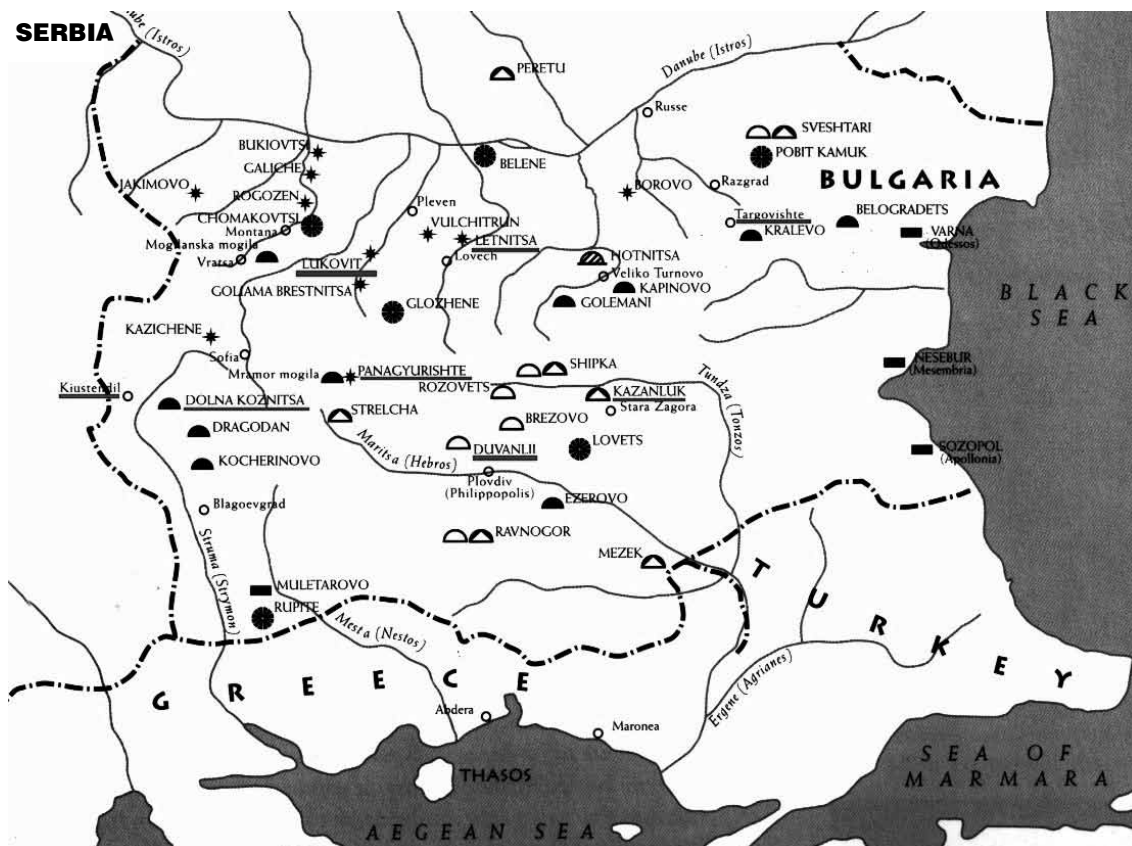 SERBIA
Danube (Istros)
ube (Istros)
PERETU
Russe
SVESHTARI
POBIT KAMUK
BUKIOVTSI
GALICHE
BELENE
JAKIMOVO
ROGOZEN
BOROVO
Razgrad
BULGARIA
Pleven
CHOMAKOVTSI
Montana
VULCHITRUN
LETNITSA
Targovishte
BELOGRADETS
KRALEVO
VARNA
(Odessos)
Mogilanska mogila
Vratsa
LUKOVIT
Lovech
HOTNITSA
Veliko Turnovo
KAPINOVO
GOLIAMA BRESTNITSA
GLOZHENE
GOLEMANI
BLACK
SEA
KAZICHENE
Sofia
Mramor mogila
PANAGYURISHTE
SHIPKA
NESEBUR
(Mesembria)
Kiustendil
ROZOVETS
KAZANLUK
Tundza (Tonzos)
DOLNA KOZNITSA
STRELCHA
BREZOVO
Stara Zagora
DRAGODAN
Maritsa (Hebros)
DUVANLII
LOVETS
SOZOPOL
(Apollonia)
KOCHERINOVO
Plovdiv
(Philippopolis)
Blagoevgrad
EZEROVO
Struma (Strymon)
RAVNOGOR
MEZEK
MULETAROVO
RUPITE
Mesta (Nestos)
TURKEY
GREECE
Ergene (Agrianes)
Abdera
Maronea
THASOS
SEA OF
MARMARA
AEGEAN SEA